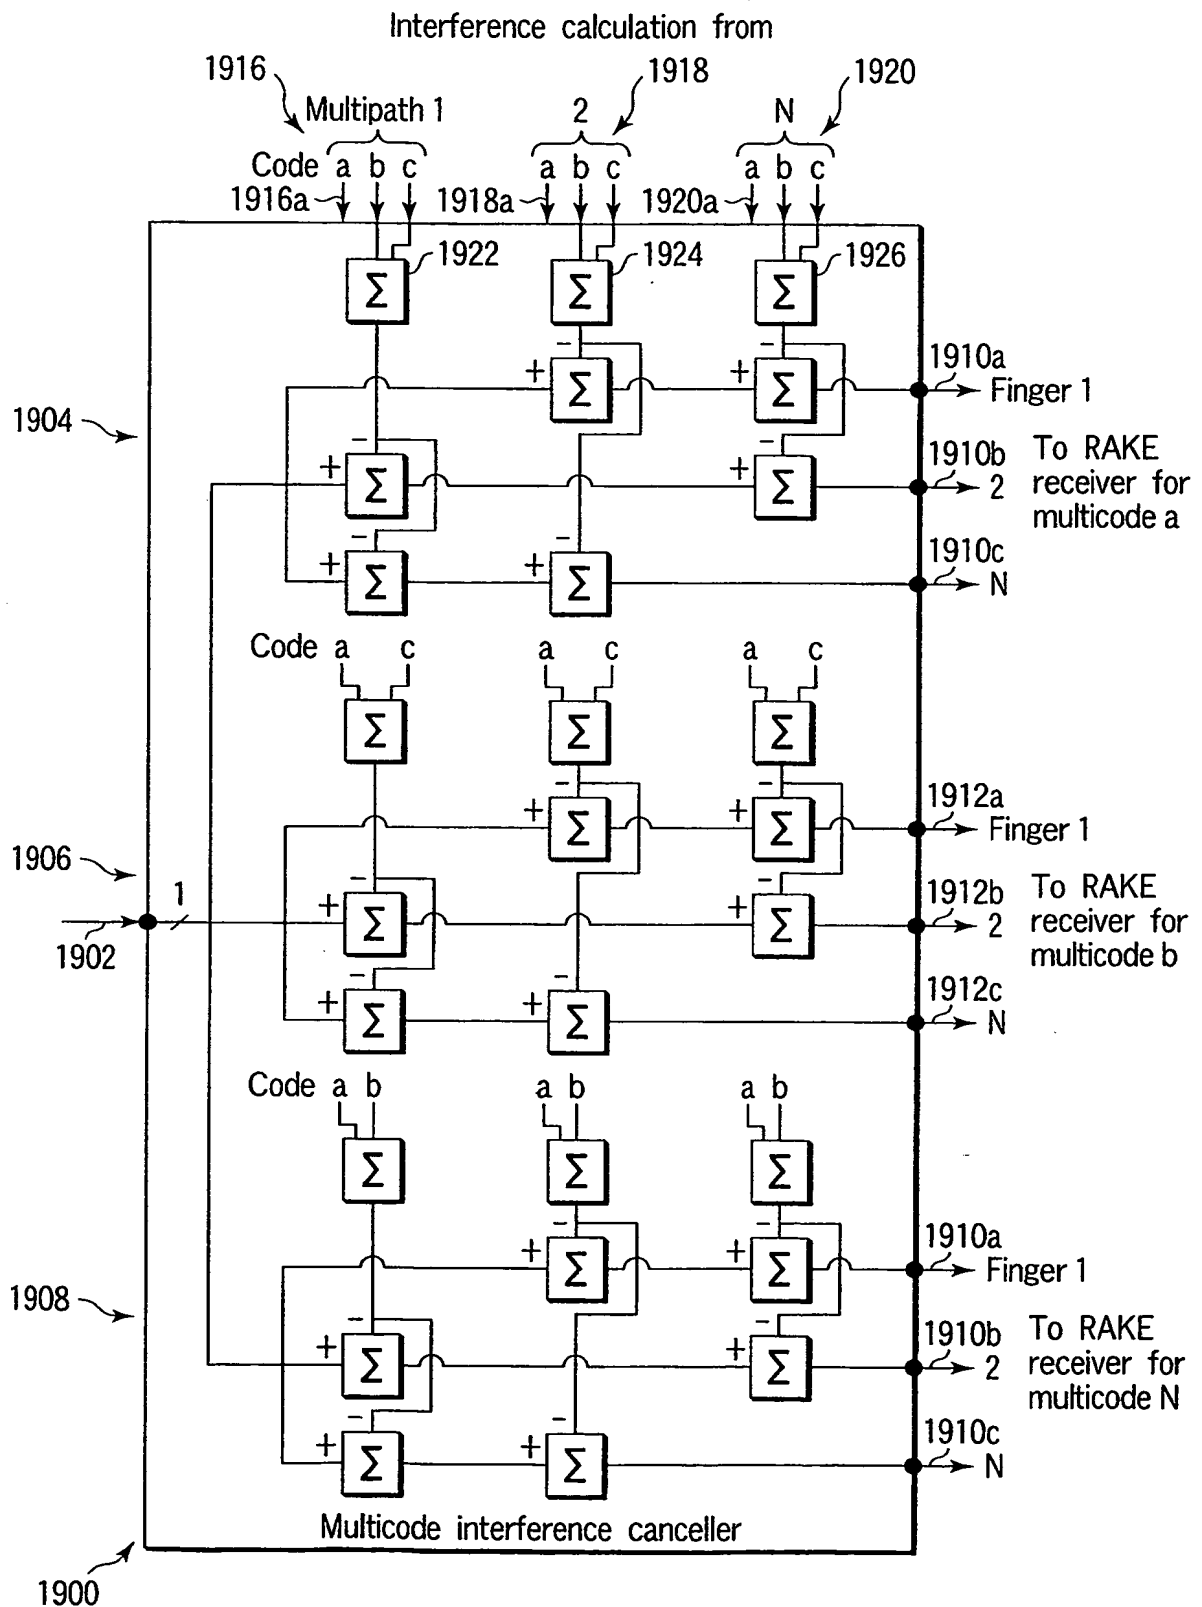 Interference calculation from
1916 1918 1920
Multipath 1 2 N
Code a b c a b c a b c
1916a 1918a 1920a
Σ 1922 Σ 1924 Σ 1926
− −
+ Σ + Σ 1910a
Finger 1
1904
− −
+ Σ + Σ 1910b
2
To RAKE
receiver for
multicode a
− −
+ Σ + Σ 1910c
N
Code a c a c a c
Σ Σ Σ
− −
+ Σ + Σ 1912a
Finger 1
1906
− −
1 + Σ + Σ 1912b
2
To RAKE
receiver for
multicode b
1902
− −
+ Σ + Σ 1912c
N
Code a b a b a b
Σ Σ Σ
− −
+ Σ + Σ 1910a
Finger 1
1908
− −
+ Σ + Σ 1910b
2
To RAKE
receiver for
multicode N
− −
+ Σ + Σ 1910c
N
Multicode interference canceller
1900